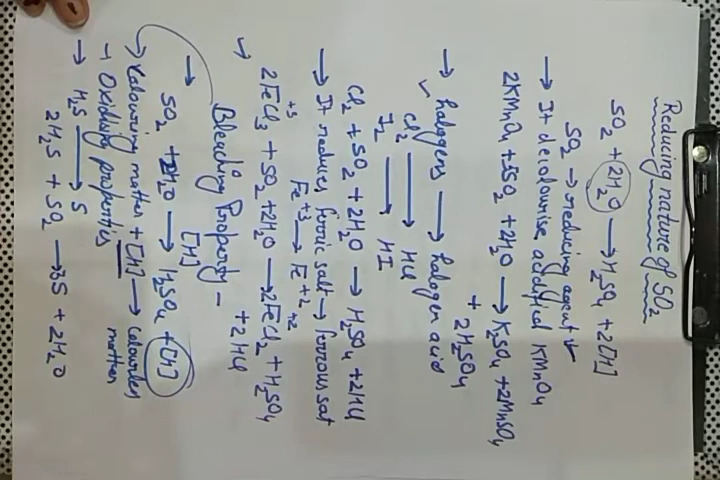 Reducing nature of SO2
SO2 + 2H2O → H2SO4 + 2[H]
SO2 → reducing agent
→ It decolourise acidified KMnO4
2KMnO4 + 5SO2 + 2H2O → K2SO4 + 2MnSO4
+ 2H2SO4
→ halogens → halogen acid
✓ Cl2 → HCl
I2 → HI
Cl2 + SO2 + 2H2O → H2SO4 + 2HCl
→ It reduces ferric salt → ferrous salt
Fe+3 → Fe+2
+3 +2
2FeCl3 + SO2 + 2H2O → 2FeCl2 + H2SO4
+ 2HCl
Bleaching Property –
[H]
→ SO2 + 2H2O → H2SO4 + [H]
→ Colouring matter + [H] → Colourless
matter
→ Oxidising properties
→ H2S → S
2H2S + SO2 → 3S + 2H2O